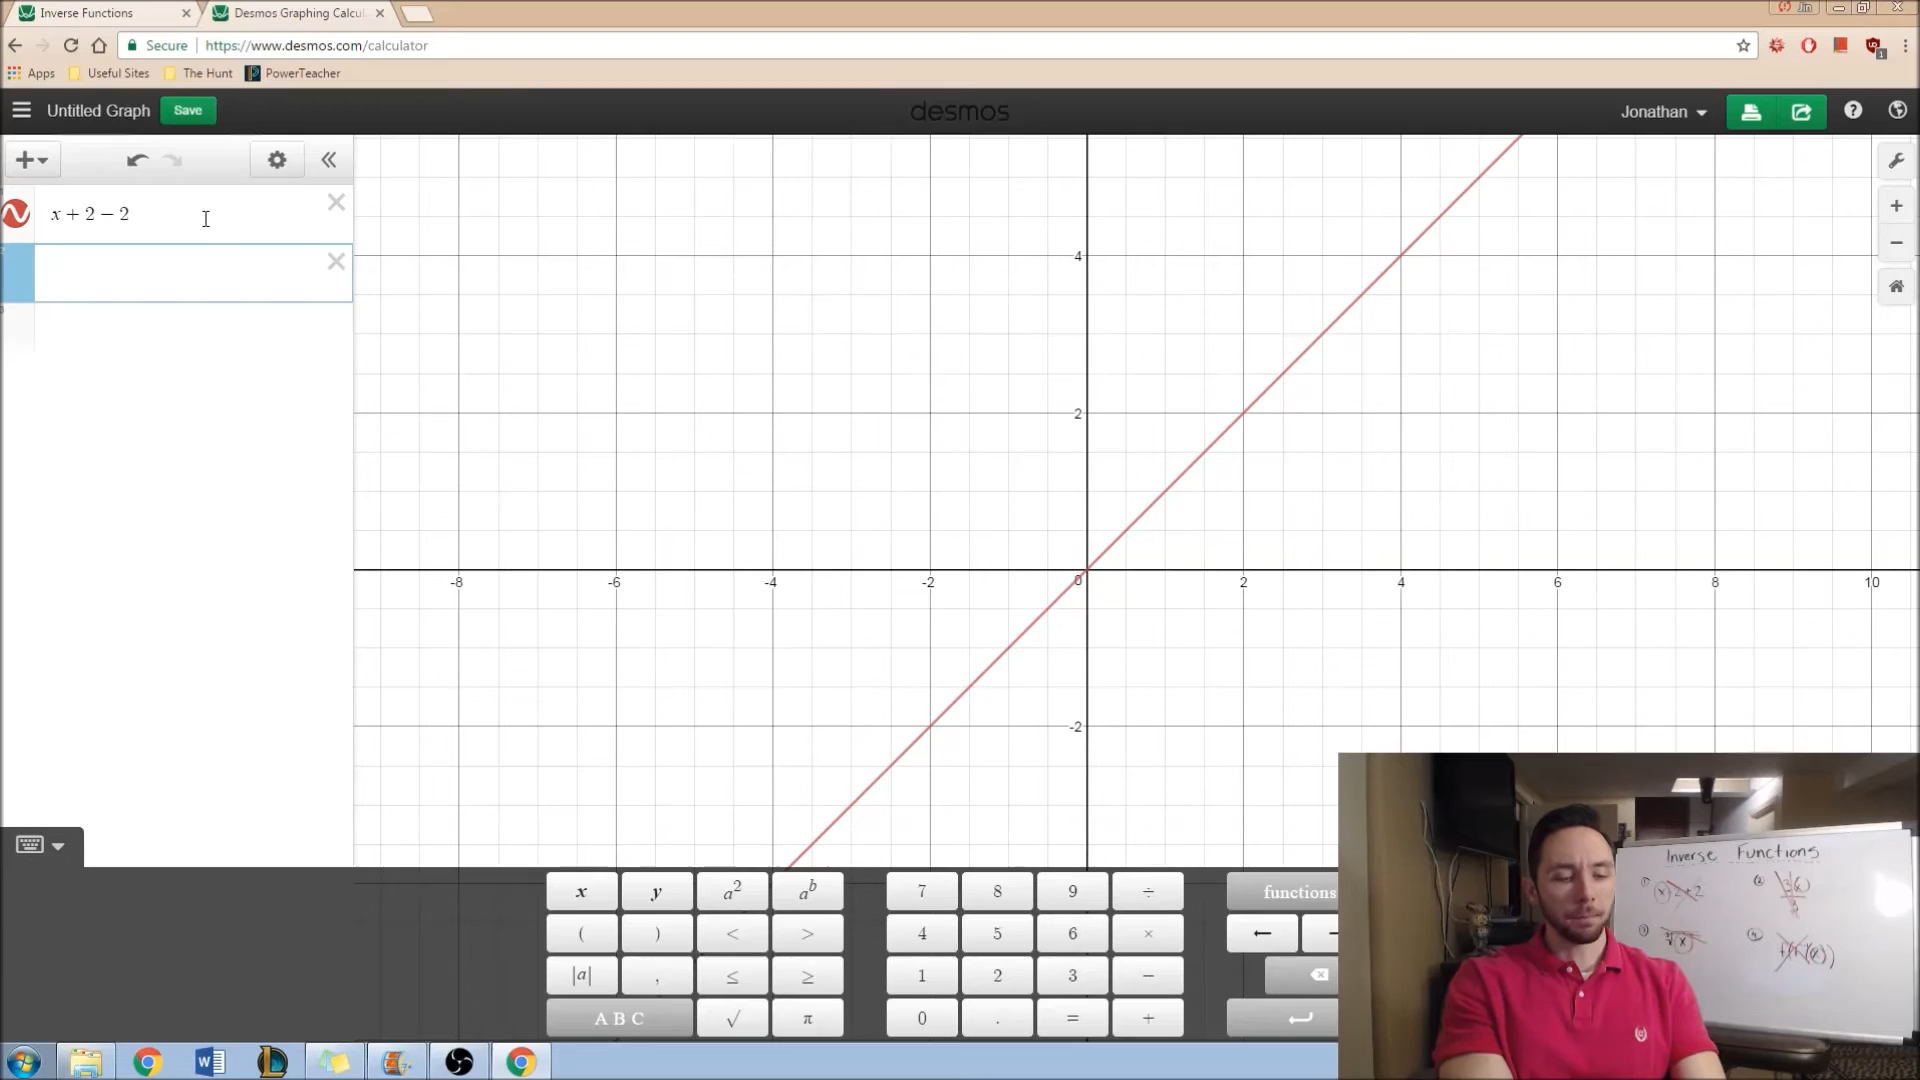 Inverse Functions
Desmos Graphing Calcul
Jin
Secure
https://www.desmos.com/calculator
Apps
Useful Sites
The Hunt
PowerTeacher
Untitled Graph
Save
desmos
Jonathan
x + 2 − 2
4
2
-8
-6
-4
-2
0
2
4
6
8
10
-2
x
y
a²
aᵇ
7
8
9
÷
functions
(
)
<
>
4
5
6
×
|a|
,
≤
≥
1
2
3
−
A B C
√
π
0
.
=
+
Inverse Functions